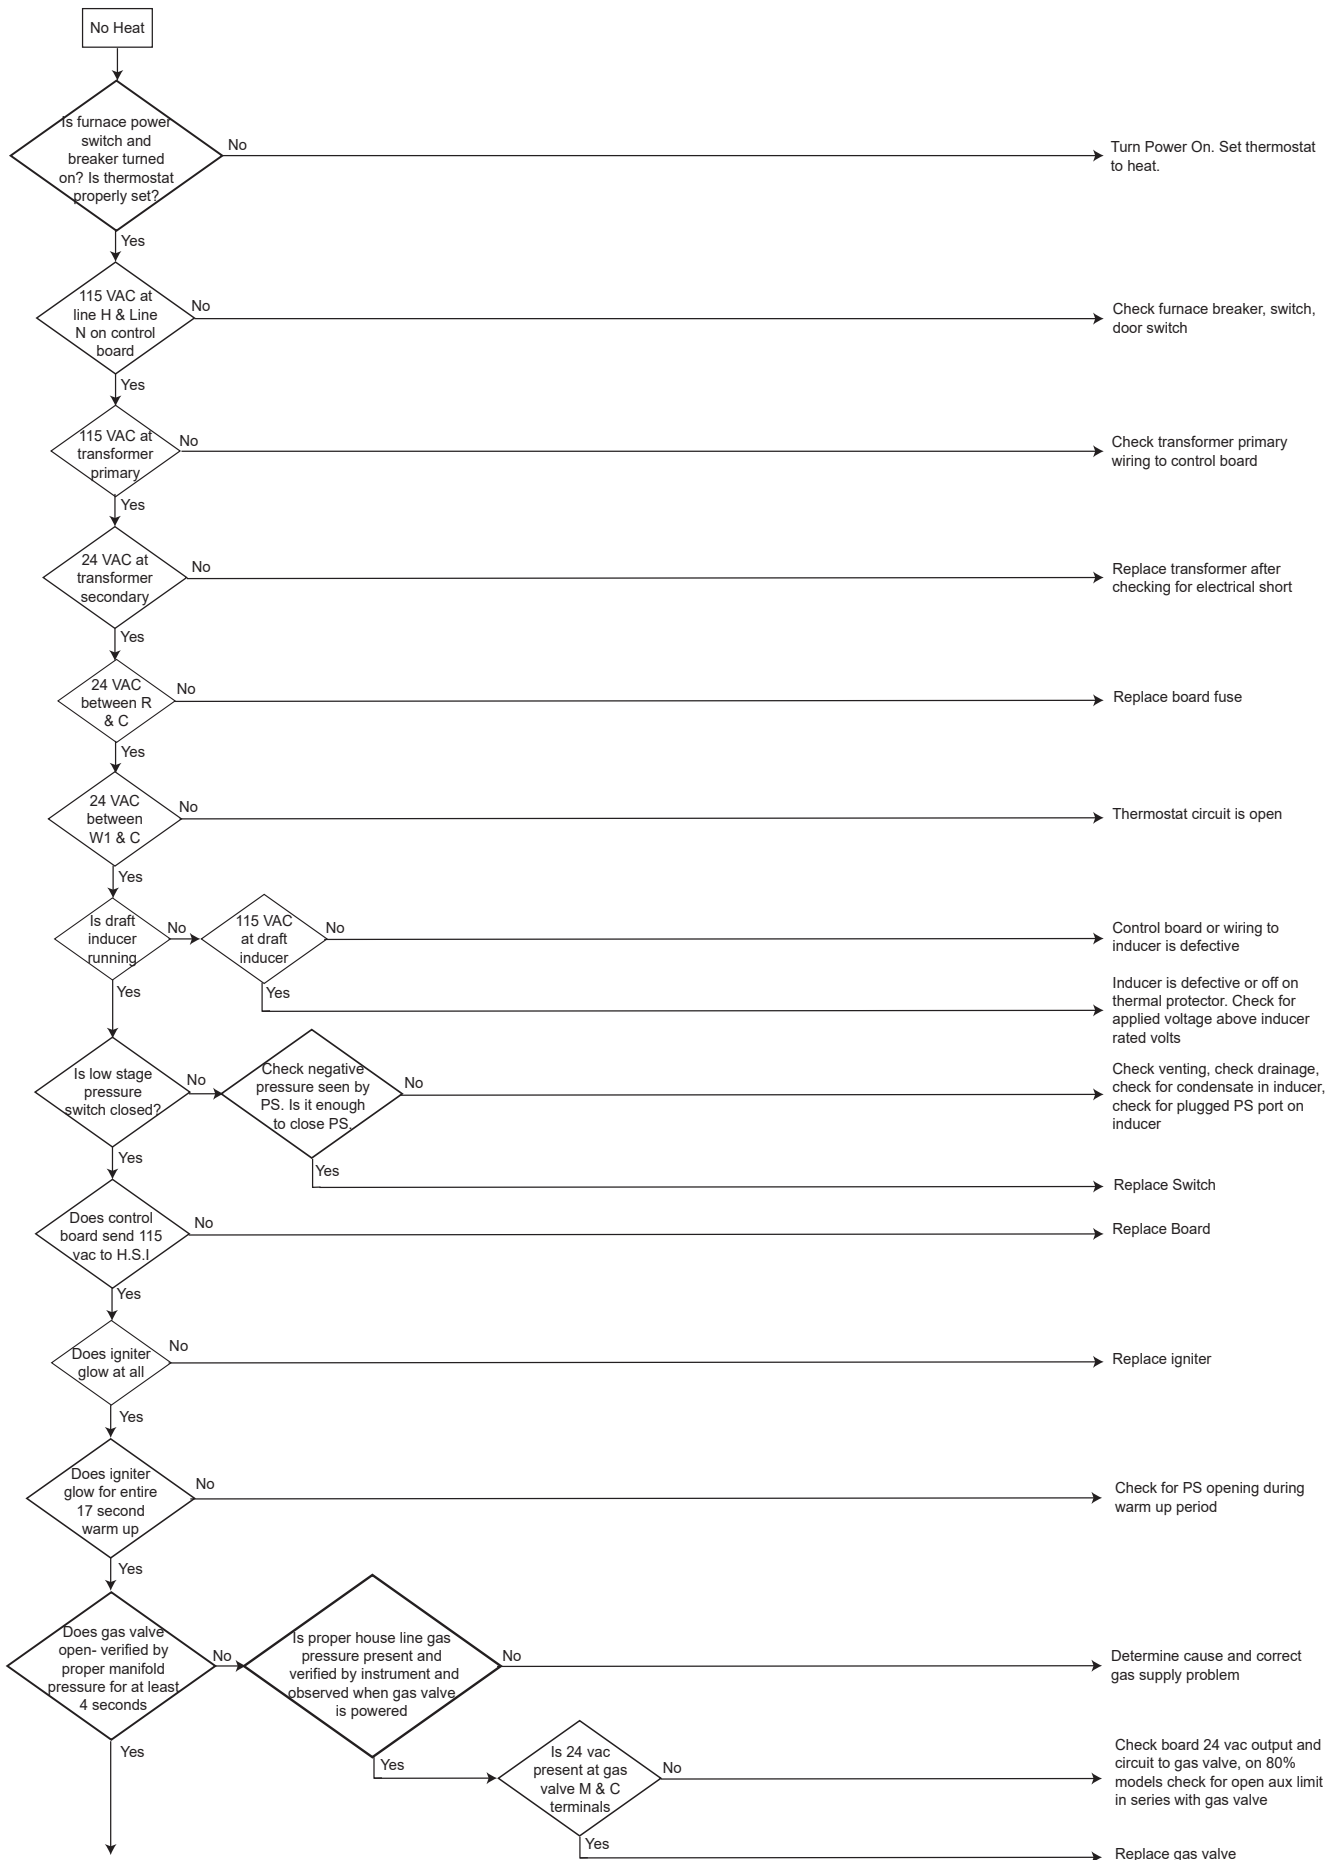 No Heat
Is furnace power
switch and
breaker turned
on? Is thermostat
properly set?
No
Turn Power On. Set thermostat
to heat.
Yes
115 VAC at
line H & Line
N on control
board
No
Check furnace breaker, switch,
door switch
Yes
115 VAC at
transformer
primary
No
Check transformer primary
wiring to control board
Yes
24 VAC at
transformer
secondary
No
Replace transformer after
checking for electrical short
Yes
24 VAC
between R
& C
No
Replace board fuse
Yes
24 VAC
between
W1 & C
No
Thermostat circuit is open
Yes
Is draft
inducer
running
No
115 VAC
at draft
inducer
No
Control board or wiring to
inducer is defective
Yes
Yes
Inducer is defective or off on
thermal protector. Check for
applied voltage above inducer
rated volts
Is low stage
pressure
switch closed?
No
Check negative
pressure seen by
PS. Is it enough
to close PS.
No
Check venting, check drainage,
check for condensate in inducer,
check for plugged PS port on
inducer
Yes
Yes
Replace Switch
Does control
board send 115
vac to H.S.I
No
Replace Board
Yes
Does igniter
glow at all
No
Replace igniter
Yes
Does igniter
glow for entire
17 second
warm up
No
Check for PS opening during
warm up period
Yes
Does gas valve
open- verified by
proper manifold
pressure for at least
4 seconds
No
Is proper house line gas
pressure present and
verified by instrument and
observed when gas valve
is powered
No
Determine cause and correct
gas supply problem
Yes
Yes
Is 24 vac
present at gas
valve M & C
terminals
No
Check board 24 vac output and
circuit to gas valve, on 80%
models check for open aux limit
in series with gas valve
Yes
Replace gas valve